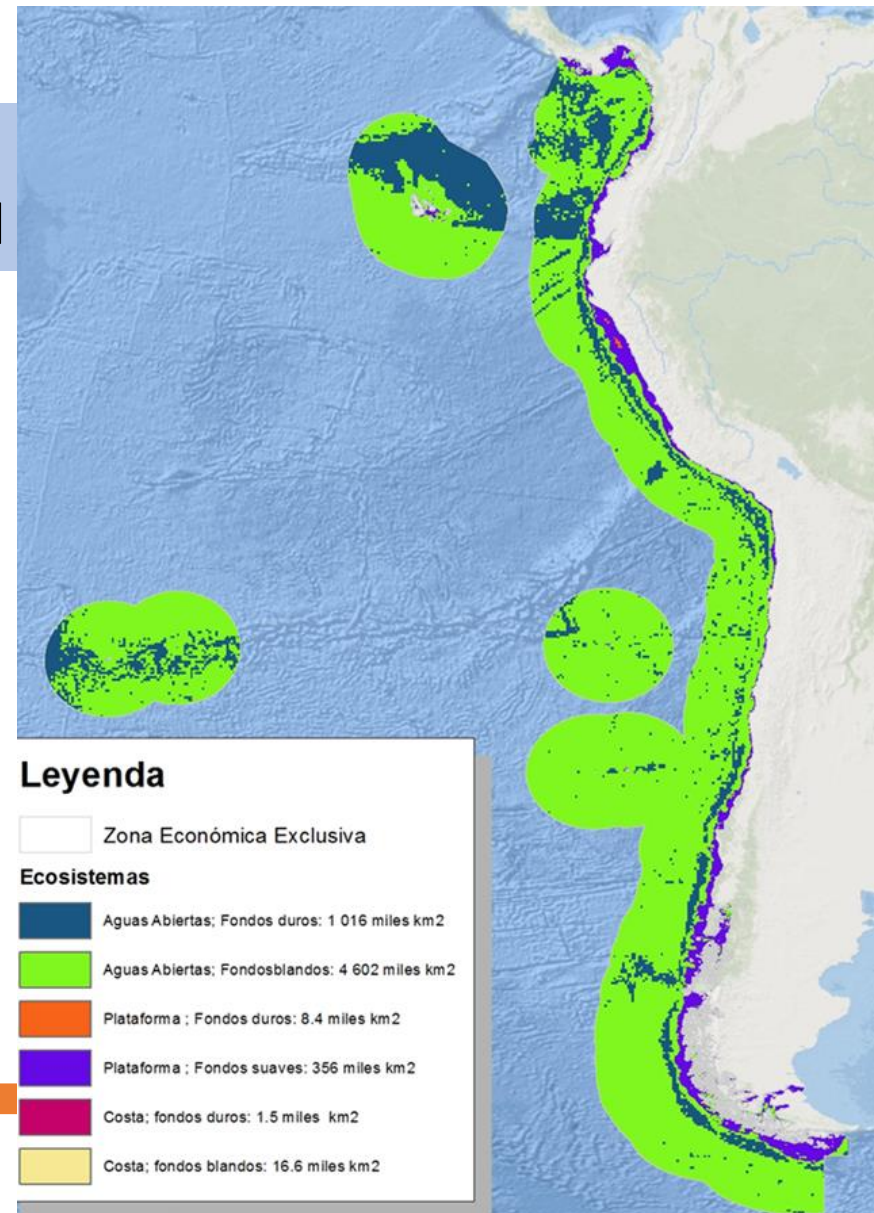 Leyenda
Zona Económica Exclusiva
Ecosistemas
Aguas Abiertas; Fondos duros: 1 016 miles km2
Aguas Abiertas; Fondosblandos: 4 602 miles km2
Plataforma ; Fondos duros: 8.4 miles km2
Plataforma ; Fondos suaves: 356 miles km2
Costa; fondos duros: 1.5 miles km2
Costa; fondos blandos: 16.6 miles km2